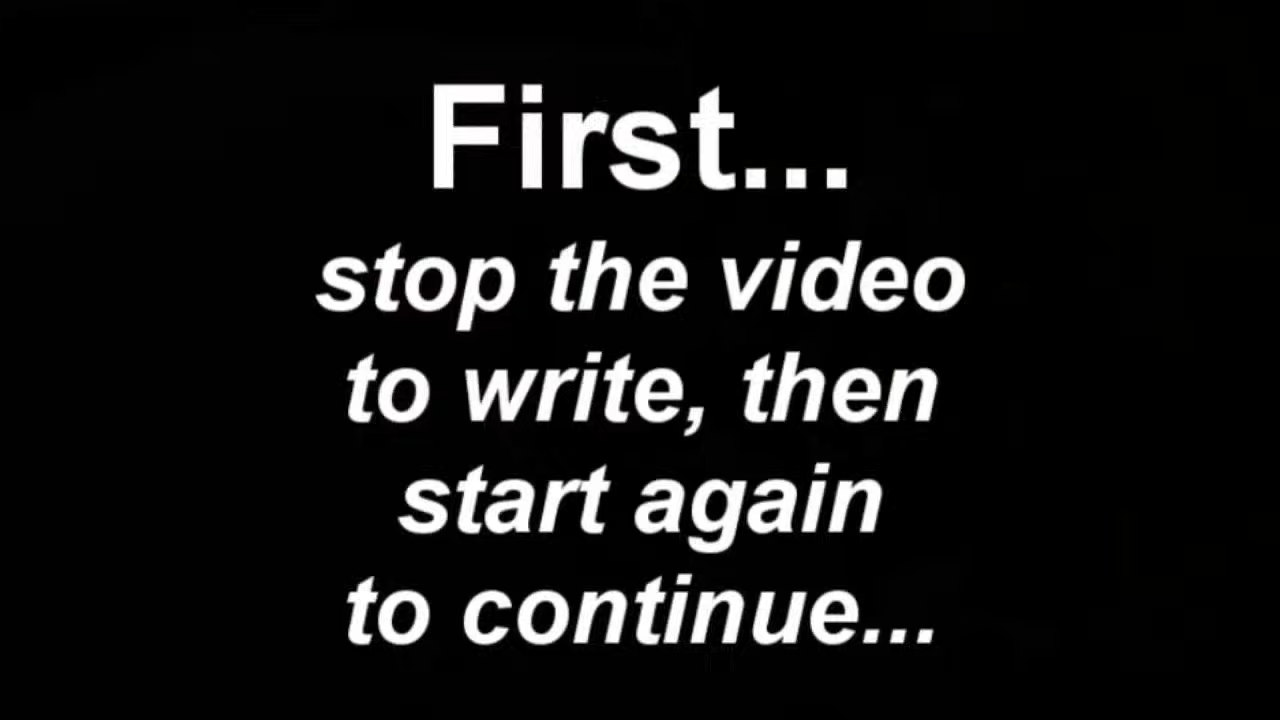 First...
stop the video
to write, then
start again
to continue...